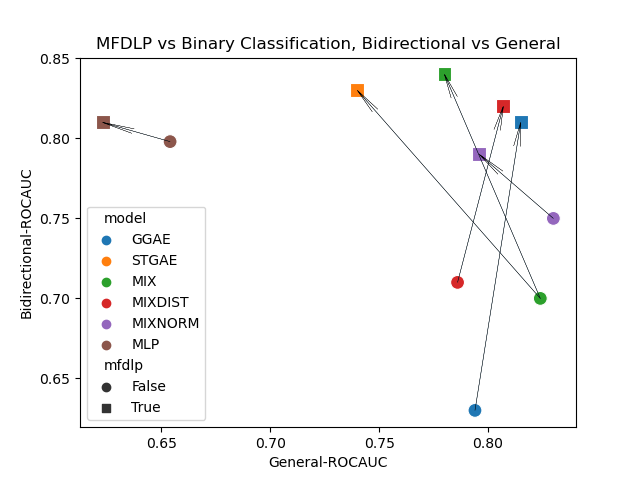 MFDLP vs Binary Classification, Bidirectional vs General
0.85
0.80
0.75
0.70
0.65
Bidirectional-ROCAUC
model
GGAE
STGAE
MIX
MIXDIST
MIXNORM
MLP
mfdlp
False
True
0.65 0.70 0.75 0.80
General-ROCAUC